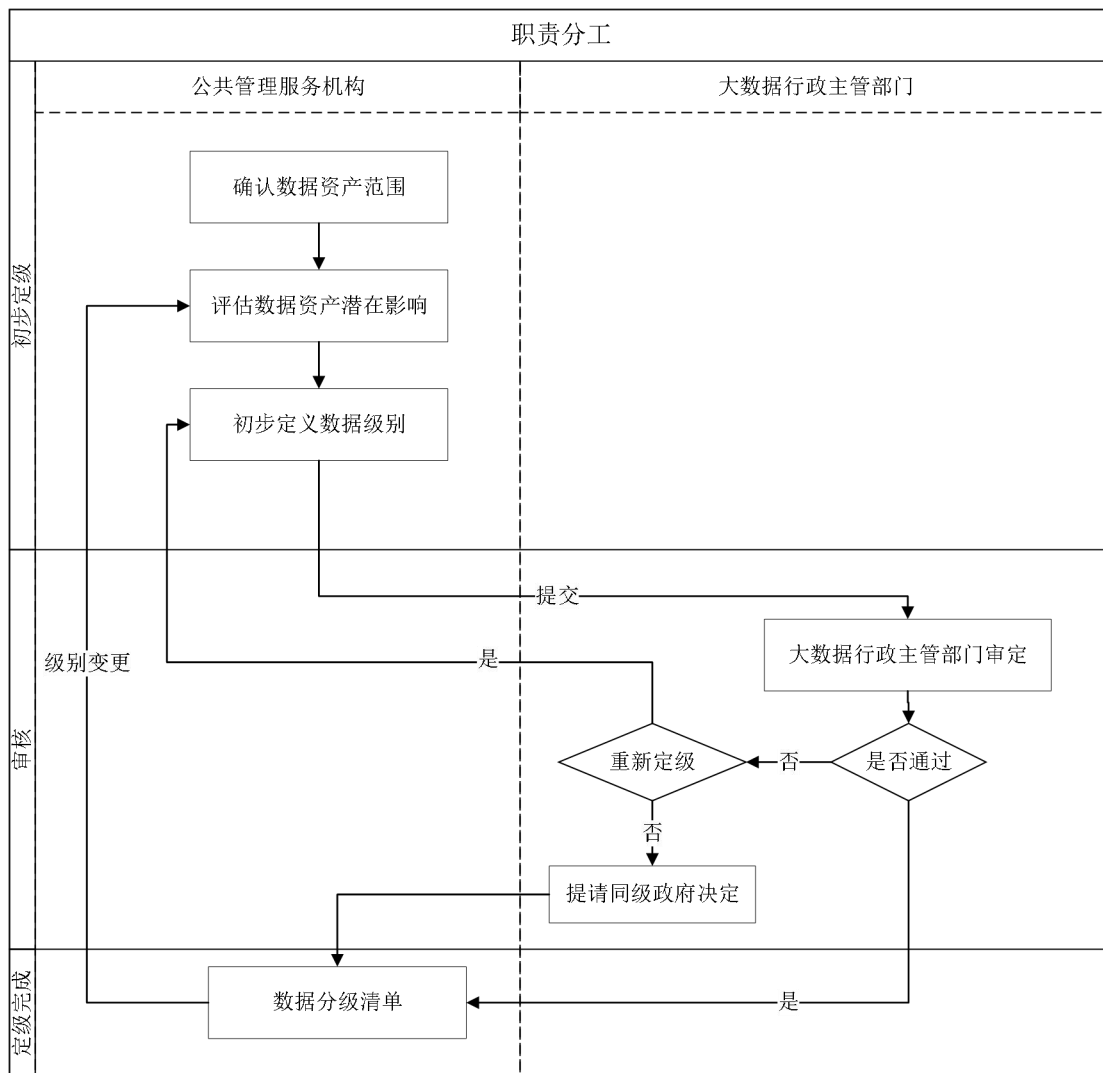 职责分工
公共管理服务机构
大数据行政主管部门
初步定级
确认数据资产范围
评估数据资产潜在影响
初步定义数据级别
审核
提交
大数据行政主管部门审定
级别变更
是
重新定级
否
是否通过
否
提请同级政府决定
定级完成
数据分级清单
是